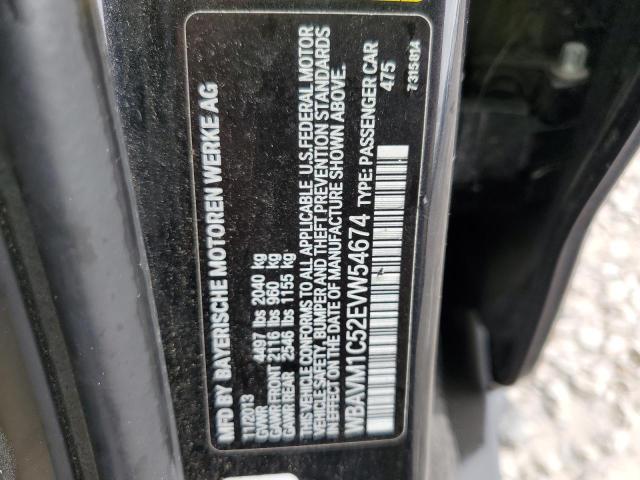 MFD BY BAYERISCHE MOTOREN WERKE AG
11/2013
GVWR 4497 lbs 2040 kg
GAWR FRONT 2116 lbs 960 kg
GAWR REAR 2546 lbs 1155 kg
THIS VEHICLE CONFORMS TO ALL APPLICABLE U.S. FEDERAL MOTOR
VEHICLE SAFETY, BUMPER AND THEFT PREVENTION STANDARDS
IN EFFECT ON THE DATE OF MANUFACTURE SHOWN ABOVE.
WBAVM1C52EVW54674 TYPE: PASSENGER CAR
475
7315814